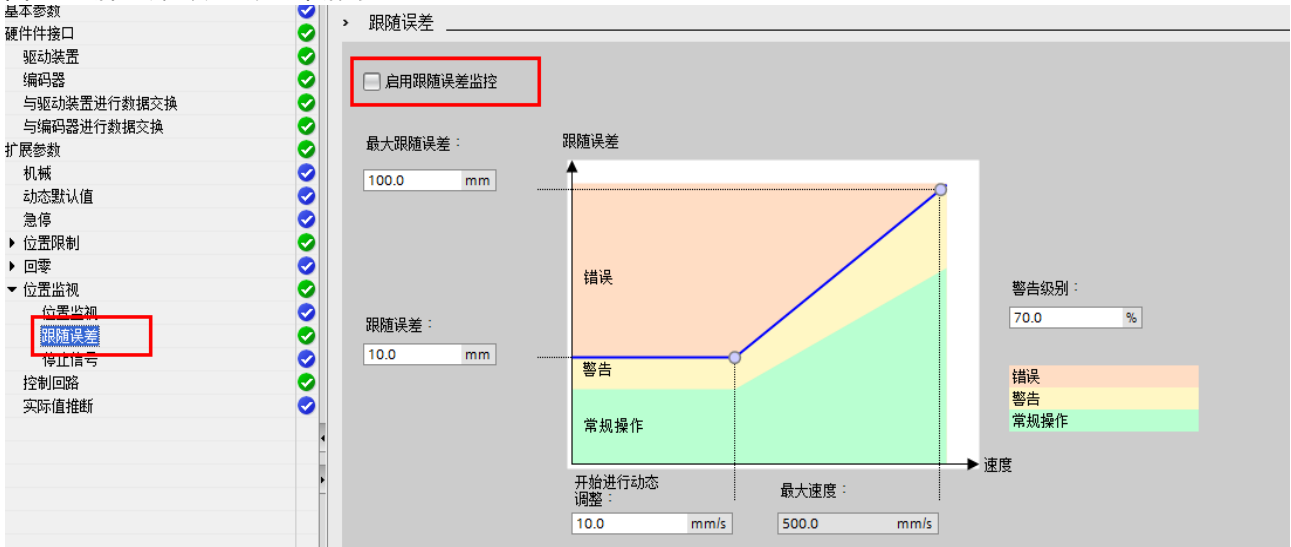 基本参数
硬件件接口
驱动装置
编码器
与驱动装置进行数据交换
与编码器进行数据交换
扩展参数
机械
动态默认值
急停
位置限制
回零
位置监视
位置监视
跟随误差
停止信号
控制回路
实际值推断
跟随误差
启用跟随误差监控
最大跟随误差：
100.0 mm
跟随误差
错误
警告
常规操作
跟随误差：
10.0 mm
警告级别：
70.0 %
错误
警告
常规操作
速度
开始进行动态
调整：
10.0 mm/s
最大速度：
500.0 mm/s